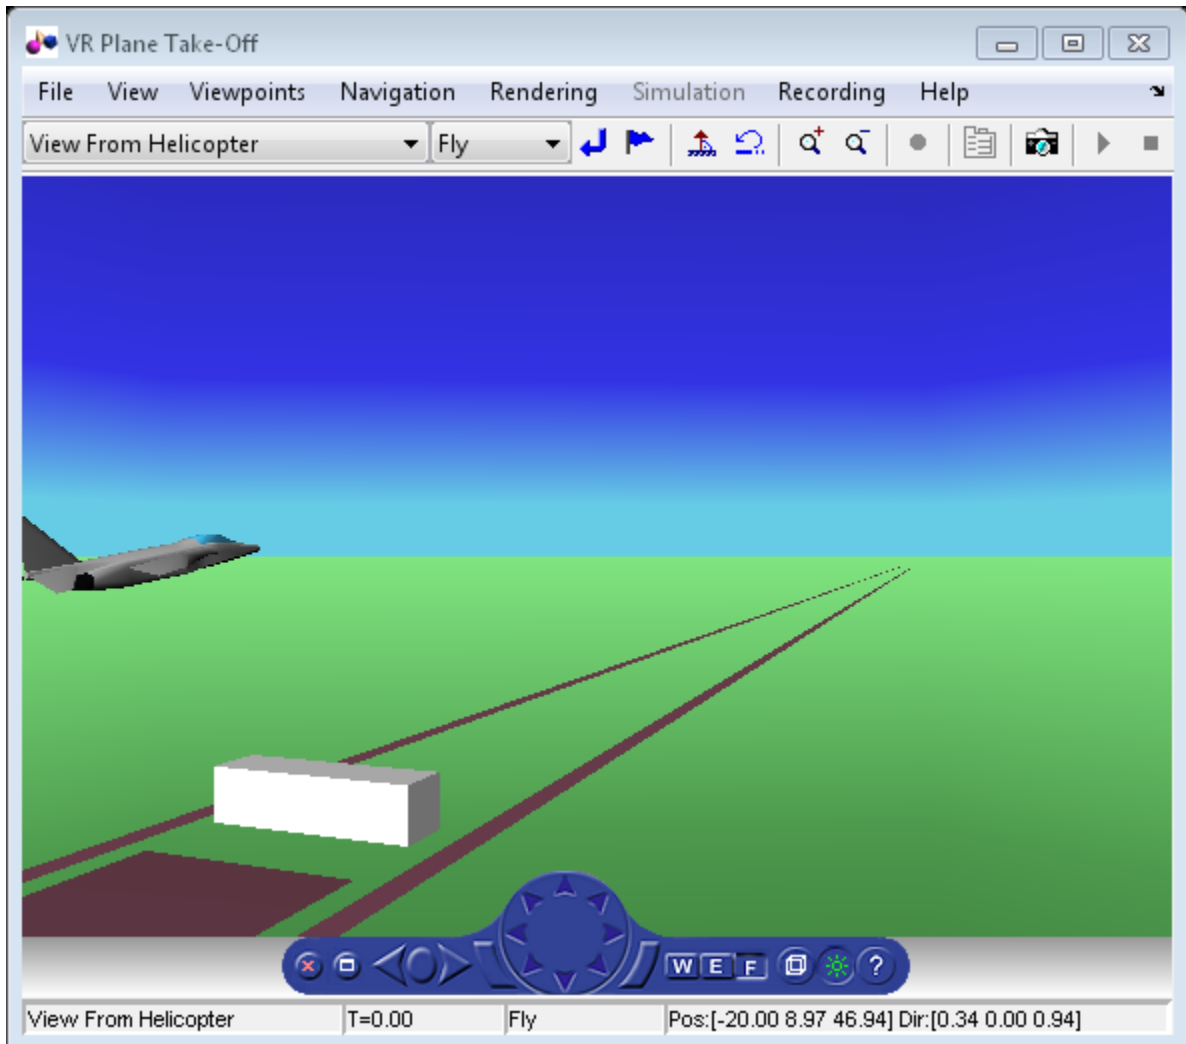 VR Plane Take-Off
File View Viewpoints Navigation Rendering Simulation Recording Help
View From Helicopter Fly
W E F ?
View From Helicopter T=0.00 Fly Pos:[-20.00 8.97 46.94] Dir:[0.34 0.00 0.94]